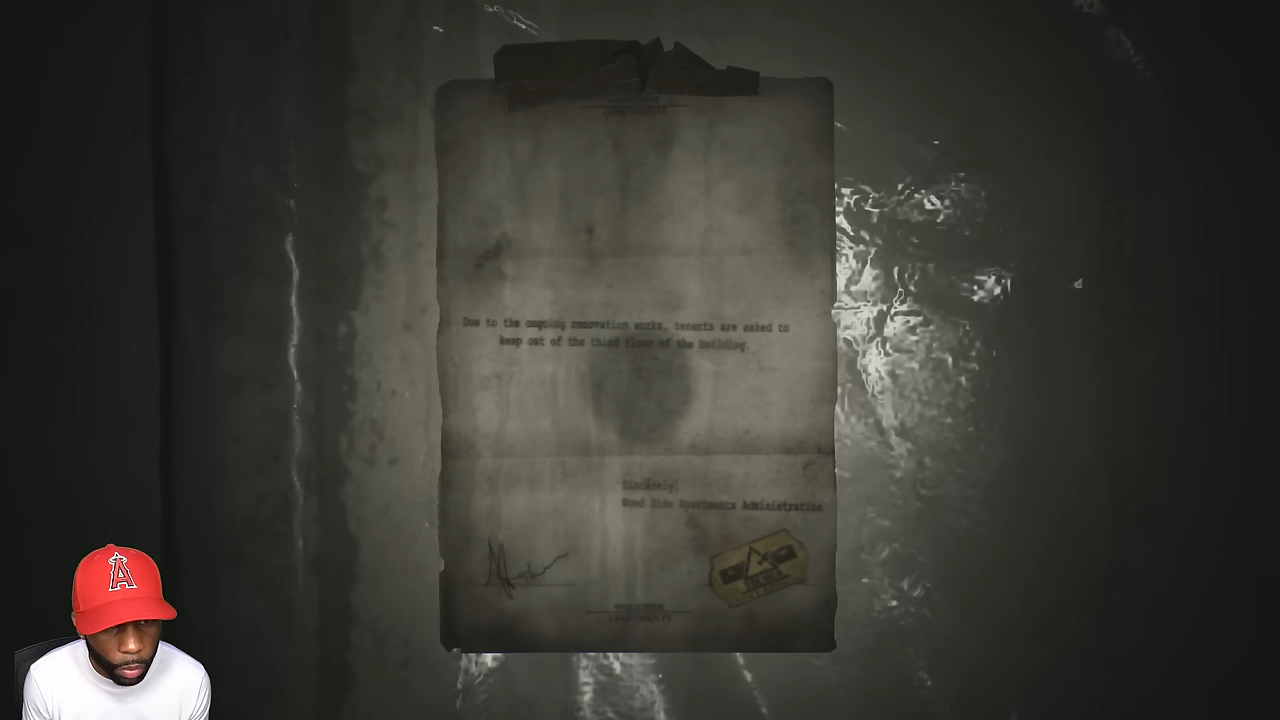 Due to the ongoing renovation works, tenants are asked to
keep out of the third floor of the building.
Sincerely
Wood Side Apartments Administration
APARTMENTS
A